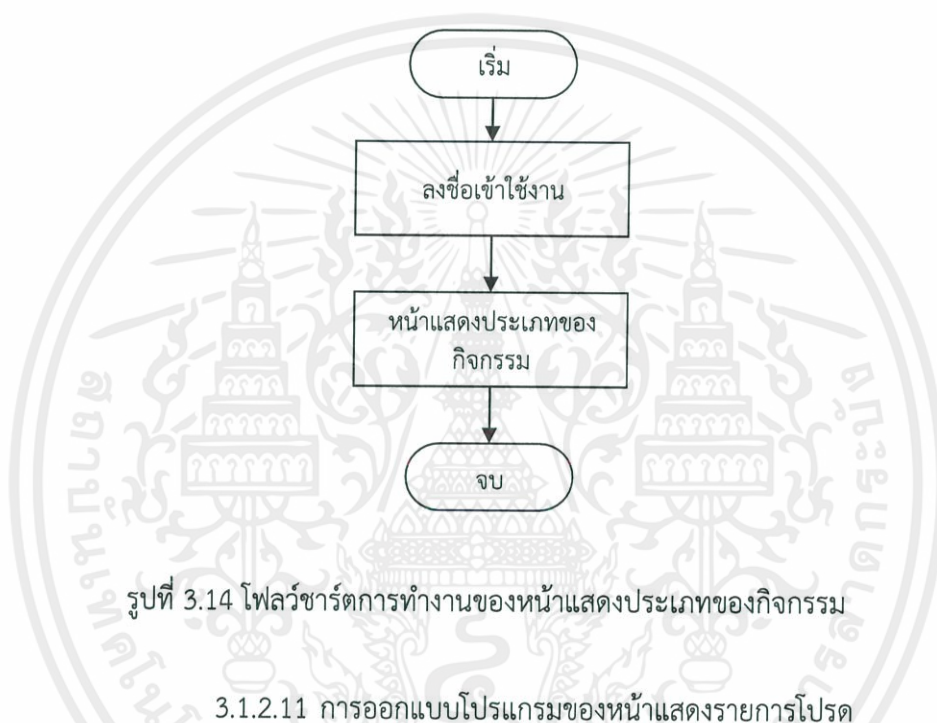 เริ่ม
ลงชื่อเข้าใช้งาน
หน้าแสดงประเภทของ
กิจกรรม
จบ
รูปที่ 3.14 โฟลว์ชาร์ตการทำงานของหน้าแสดงประเภทของกิจกรรม
3.1.2.11 การออกแบบโปรแกรมของหน้าแสดงรายการโปรด